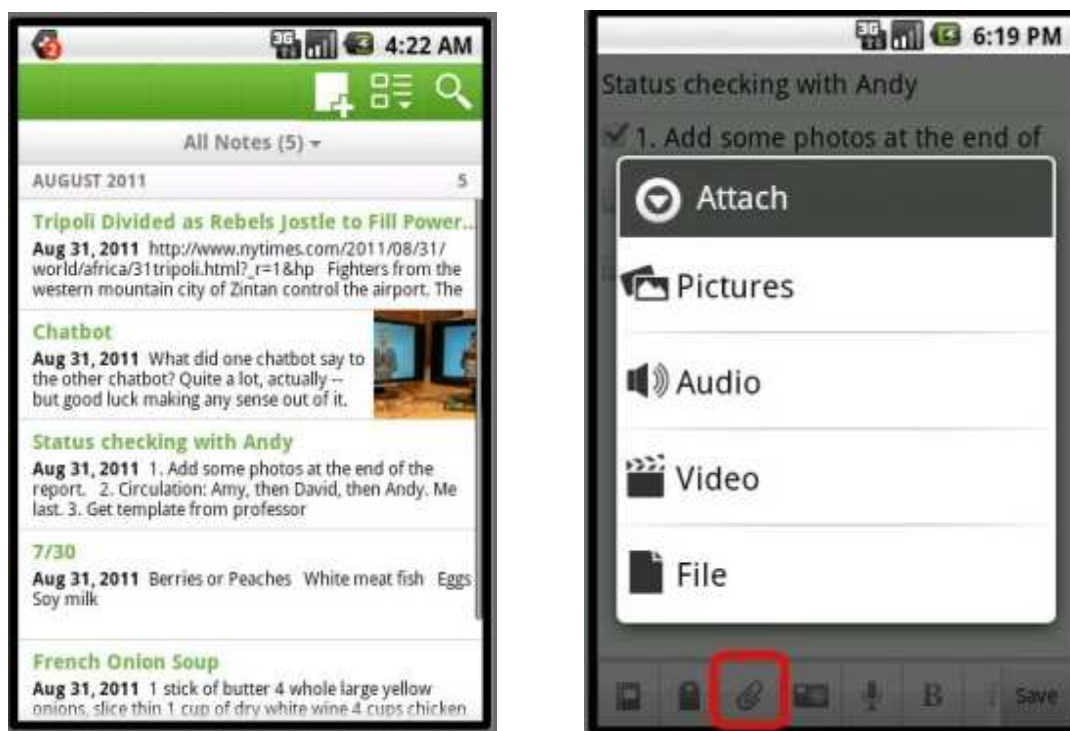 3G
4:22 AM
All Notes (5)
AUGUST 2011 5
Tripoli Divided as Rebels Jostle to Fill Power...
Aug 31, 2011 http://www.nytimes.com/2011/08/31/
world/africa/31tripoli.html?_r=1&hp Fighters from the
western mountain city of Zintan control the airport. The
Chatbot
Aug 31, 2011 What did one chatbot say to
the other chatbot? Quite a lot, actually --
but good luck making any sense out of it.
Status checking with Andy
Aug 31, 2011 1. Add some photos at the end of the
report. 2. Circulation: Amy, then David, then Andy. Me
last. 3. Get template from professor
7/30
Aug 31, 2011 Berries or Peaches White meat fish Eggs
Soy milk
French Onion Soup
Aug 31, 2011 1 stick of butter 4 whole large yellow
onions, slice thin 1 cup of dry white wine 4 cups chicken
3G
6:19 PM
Status checking with Andy
1. Add some photos at the end of
Attach
Pictures
Audio
Video
File
B
Save